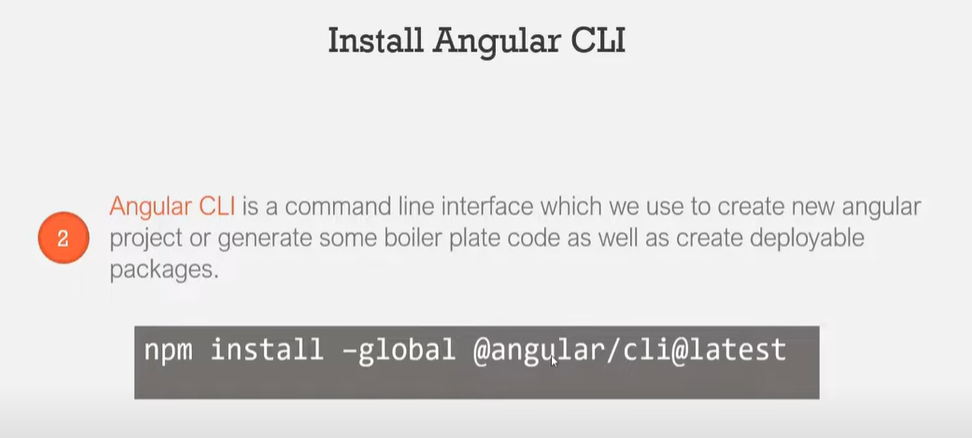 Install Angular CLI
Angular CLI is a command line interface which we use to create new angular
2
project or generate some boiler plate code as well as create deployable
packages.
npm install –global @angular/cli@latest